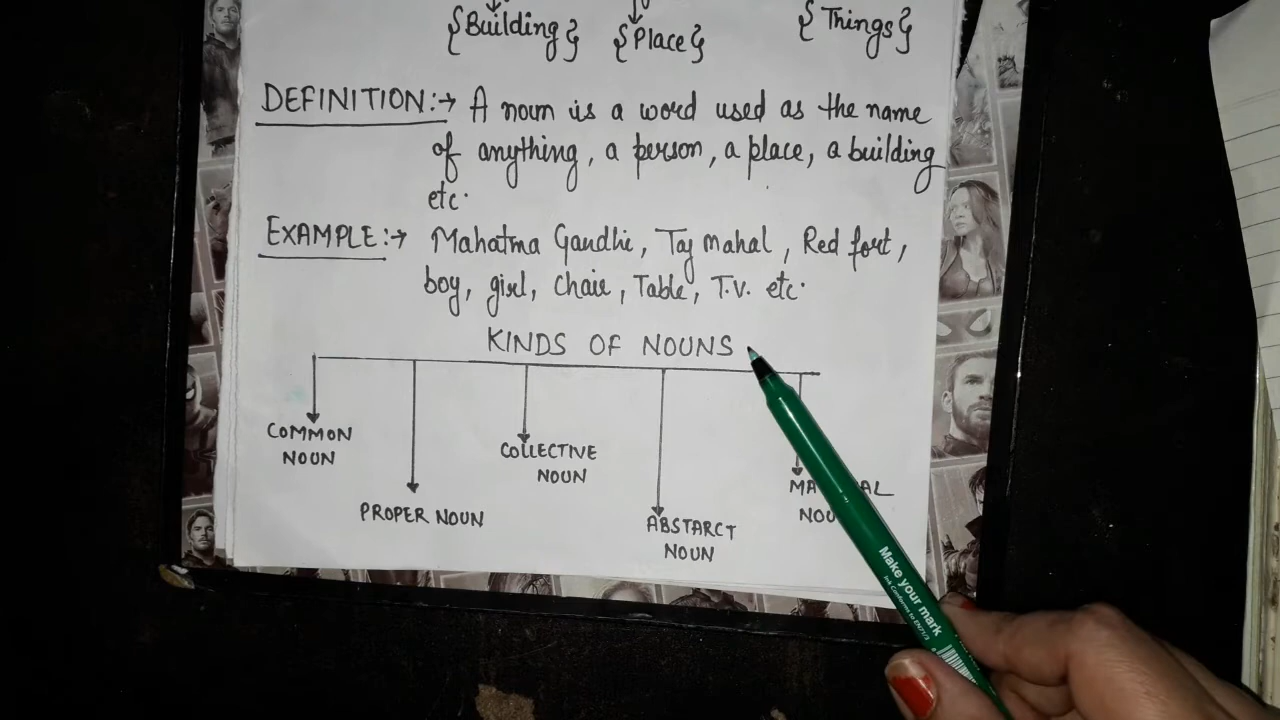 {Building} {Place} {Things}
DEFINITION:→ A noun is a word used as the name
of anything, a person, a place, a building
etc.
EXAMPLE:→ Mahatma Gandhi, Taj mahal, Red fort,
boy, girl, Chair, Table, T.V. etc.
KINDS OF NOUNS
COMMON
NOUN
PROPER NOUN
COLLECTIVE
NOUN
ABSTARCT
NOUN
Make your mark